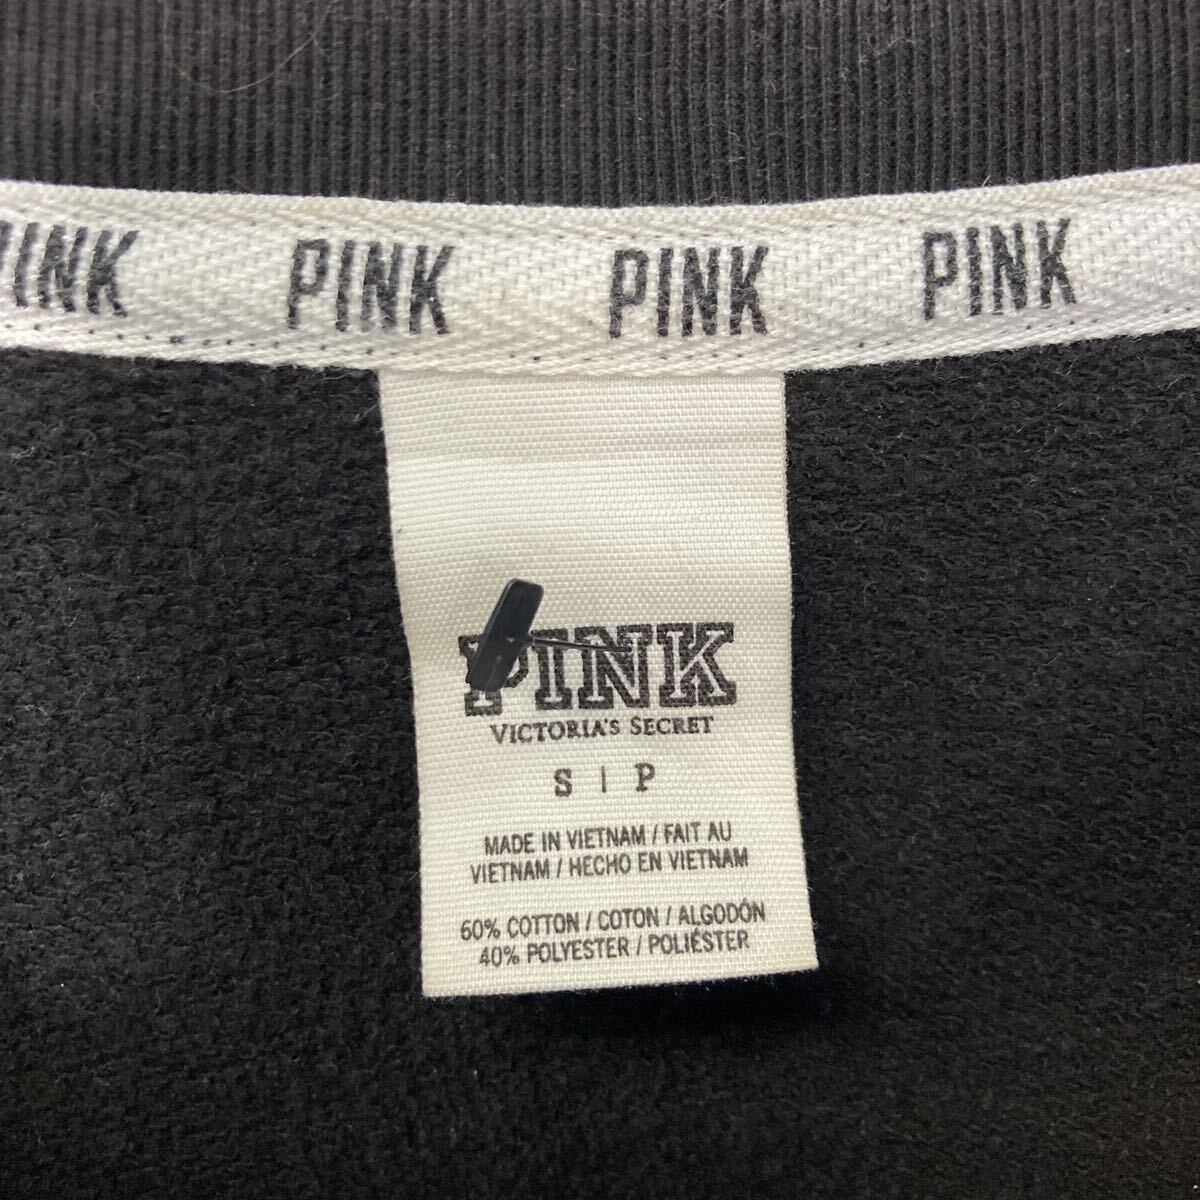 PINK PINK PINK PINK
PINK
VICTORIA'S SECRET
S | P
MADE IN VIETNAM / FAIT AU
VIETNAM / HECHO EN VIETNAM
60% COTTON / COTON / ALGODÓN
40% POLYESTER / POLIÉSTER